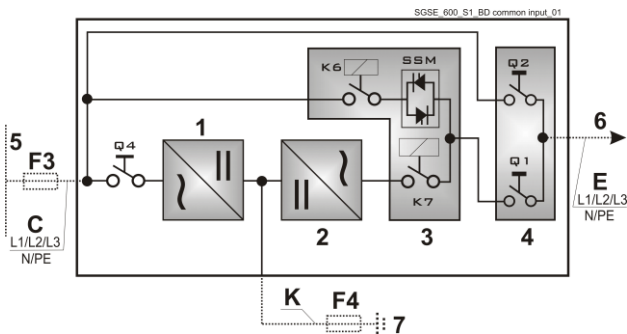 SGSE_600_S1_BD common input_01
K6
SSM
Q2
5
F3
Q4
1
6
C
L1/L2/L3
N/PE
2
K7
3
Q1
4
E
L1/L2/L3
N/PE
K
F4
7